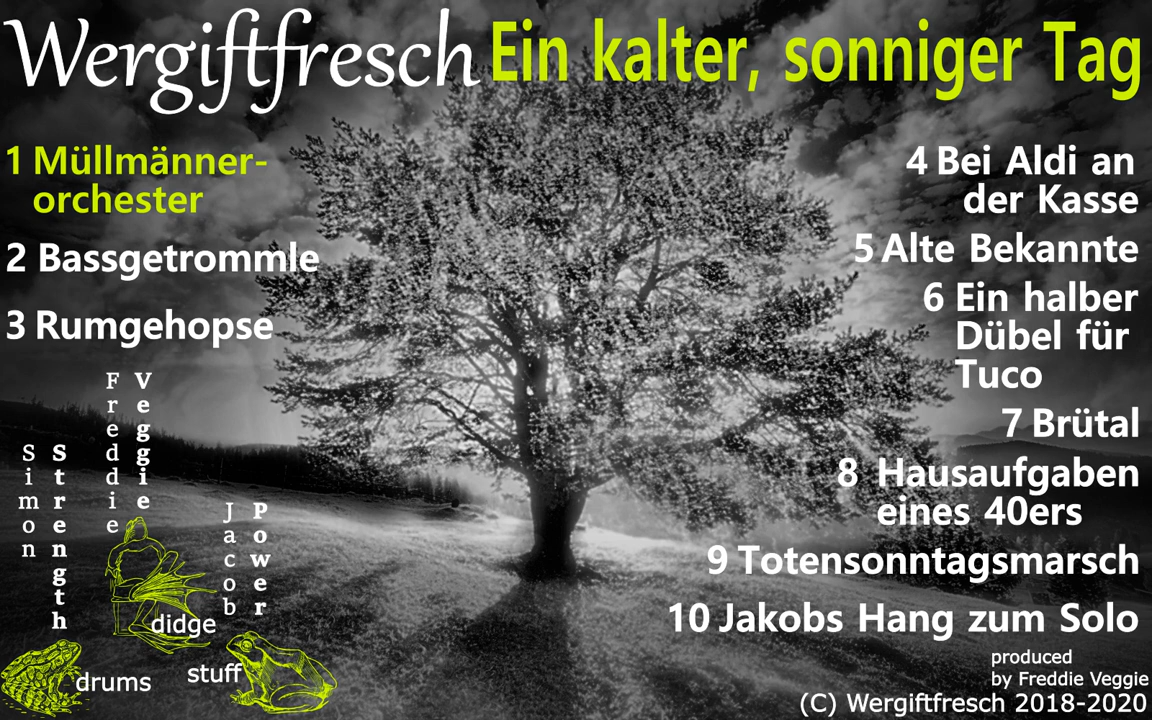 Wergiftfresch Ein kalter, sonniger Tag
1 Müllmänner-
orchester
2 Bassgetrommle
3 Rumgehopse
4 Bei Aldi an
der Kasse
5 Alte Bekannte
6 Ein halber
Dübel für
Tuco
7 Brütal
8 Hausaufgaben
eines 40ers
9 Totensonntagsmarsch
10 Jakobs Hang zum Solo
Simon
Strength
drums
Freddie
Veggie
didge
Jacob
Power
stuff
produced
by Freddie Veggie
(C) Wergiftfresch 2018-2020